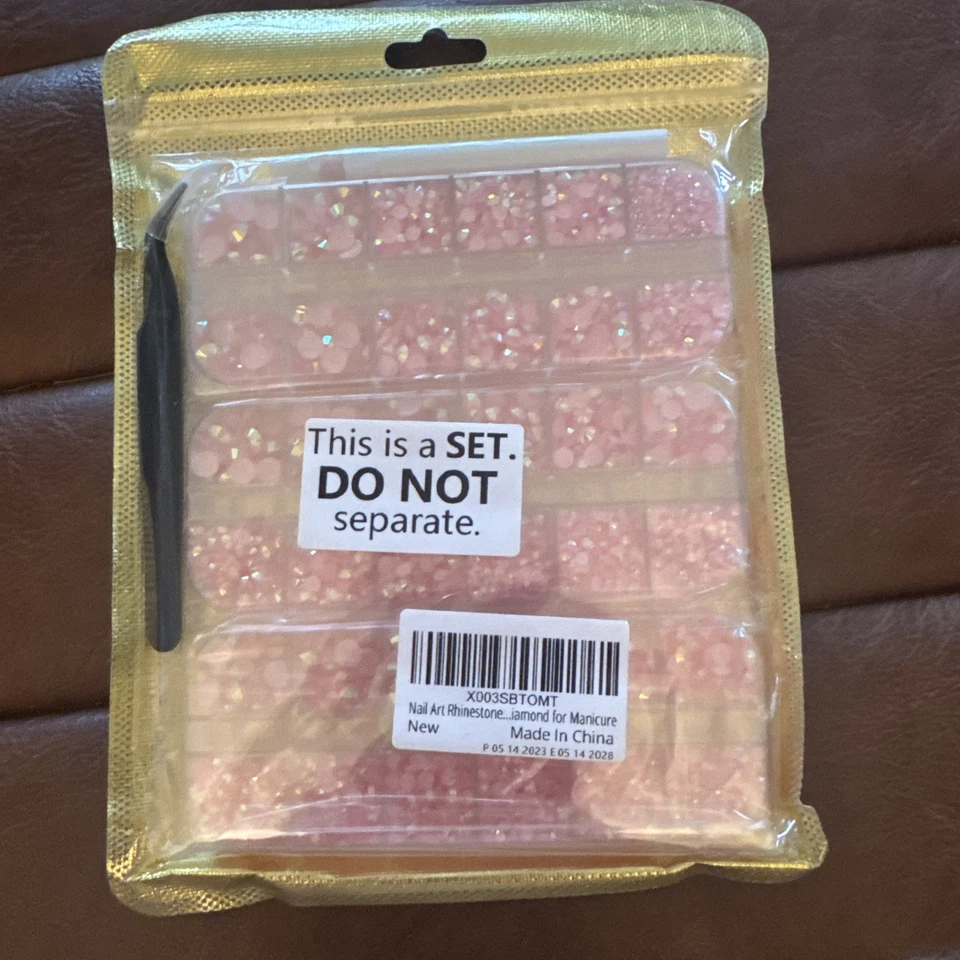 This is a SET.
DO NOT
separate.
X003SBTOMT
Nail Art Rhinestone...iamond for Manicure
New Made In China
P 05 14 2023 E 05 14 2028